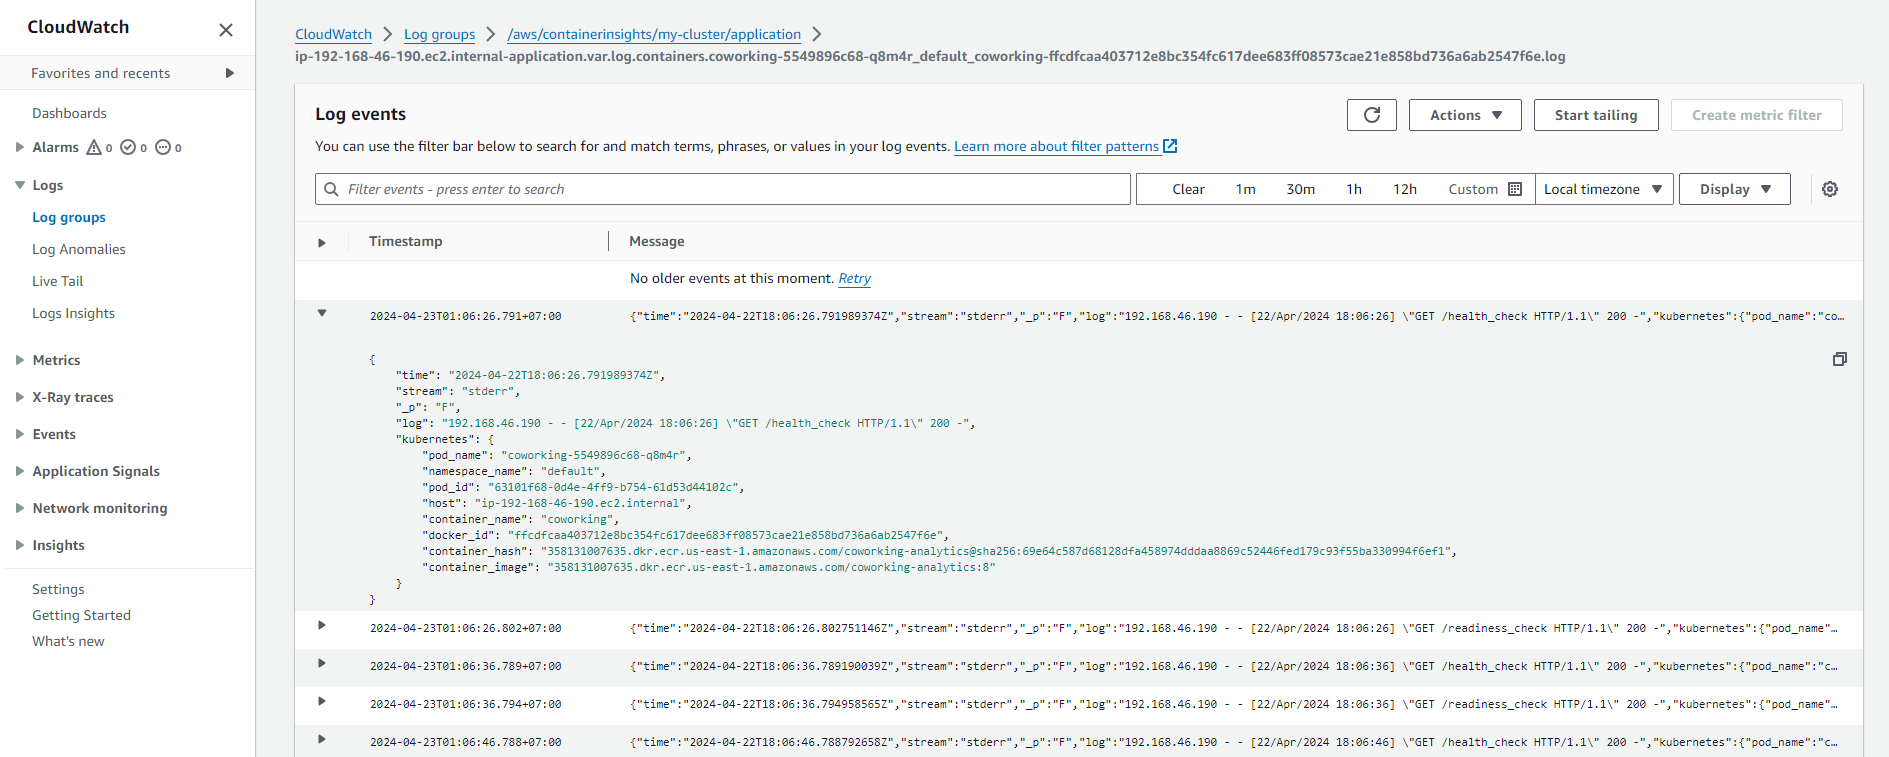 CloudWatch
Favorites and recents
Dashboards
Alarms 0 0 0
Logs
Log groups
Log Anomalies
Live Tail
Logs Insights
Metrics
X-Ray traces
Events
Application Signals
Network monitoring
Insights
Settings
Getting Started
What's new
CloudWatch Log groups /aws/containerinsights/my-cluster/application
ip-192-168-46-190.ec2.internal-application.var.log.containers.coworking-5549896c68-q8m4r_default_coworking-ffcdfcaa403712e8bc354fc617dee683ff08573cae21e858bd736a6ab2547f6e.log
Log events
Actions Start tailing Create metric filter
You can use the filter bar below to search for and match terms, phrases, or values in your log events. Learn more about filter patterns
Filter events - press enter to search Clear 1m 30m 1h 12h Custom Local timezone Display
Timestamp Message
No older events at this moment. Retry
2024-04-23T01:06:26.791+07:00 {"time":"2024-04-22T18:06:26.791989374Z","stream":"stderr","_p":"F","log":"192.168.46.190 - - [22/Apr/2024 18:06:26] \"GET /health_check HTTP/1.1\" 200 -","kubernetes":{"pod_name":"co…
{
"time": "2024-04-22T18:06:26.791989374Z",
"stream": "stderr",
"_p": "F",
"log": "192.168.46.190 - - [22/Apr/2024 18:06:26] \"GET /health_check HTTP/1.1\" 200 -",
"kubernetes": {
"pod_name": "coworking-5549896c68-q8m4r",
"namespace_name": "default",
"pod_id": "63101f68-0d4e-4ff9-b754-61d53d44102c",
"host": "ip-192-168-46-190.ec2.internal",
"container_name": "coworking",
"docker_id": "ffcdfcaa403712e8bc354fc617dee683ff08573cae21e858bd736a6ab2547f6e",
"container_hash": "358131007635.dkr.ecr.us-east-1.amazonaws.com/coworking-analytics@sha256:69e64c587d68128dfa458974dddaa8869c52446fed179c93f55ba330994f6ef1",
"container_image": "358131007635.dkr.ecr.us-east-1.amazonaws.com/coworking-analytics:8"
}
}
2024-04-23T01:06:26.802+07:00 {"time":"2024-04-22T18:06:26.802751146Z","stream":"stderr","_p":"F","log":"192.168.46.190 - - [22/Apr/2024 18:06:26] \"GET /readiness_check HTTP/1.1\" 200 -","kubernetes":{"pod_name"…
2024-04-23T01:06:36.789+07:00 {"time":"2024-04-22T18:06:36.789190039Z","stream":"stderr","_p":"F","log":"192.168.46.190 - - [22/Apr/2024 18:06:36] \"GET /health_check HTTP/1.1\" 200 -","kubernetes":{"pod_name":"c…
2024-04-23T01:06:36.794+07:00 {"time":"2024-04-22T18:06:36.794958565Z","stream":"stderr","_p":"F","log":"192.168.46.190 - - [22/Apr/2024 18:06:36] \"GET /readiness_check HTTP/1.1\" 200 -","kubernetes":{"pod_name"…
2024-04-23T01:06:46.788+07:00 {"time":"2024-04-22T18:06:46.788792658Z","stream":"stderr","_p":"F","log":"192.168.46.190 - - [22/Apr/2024 18:06:46] \"GET /health_check HTTP/1.1\" 200 -","kubernetes":{"pod_name":"c…